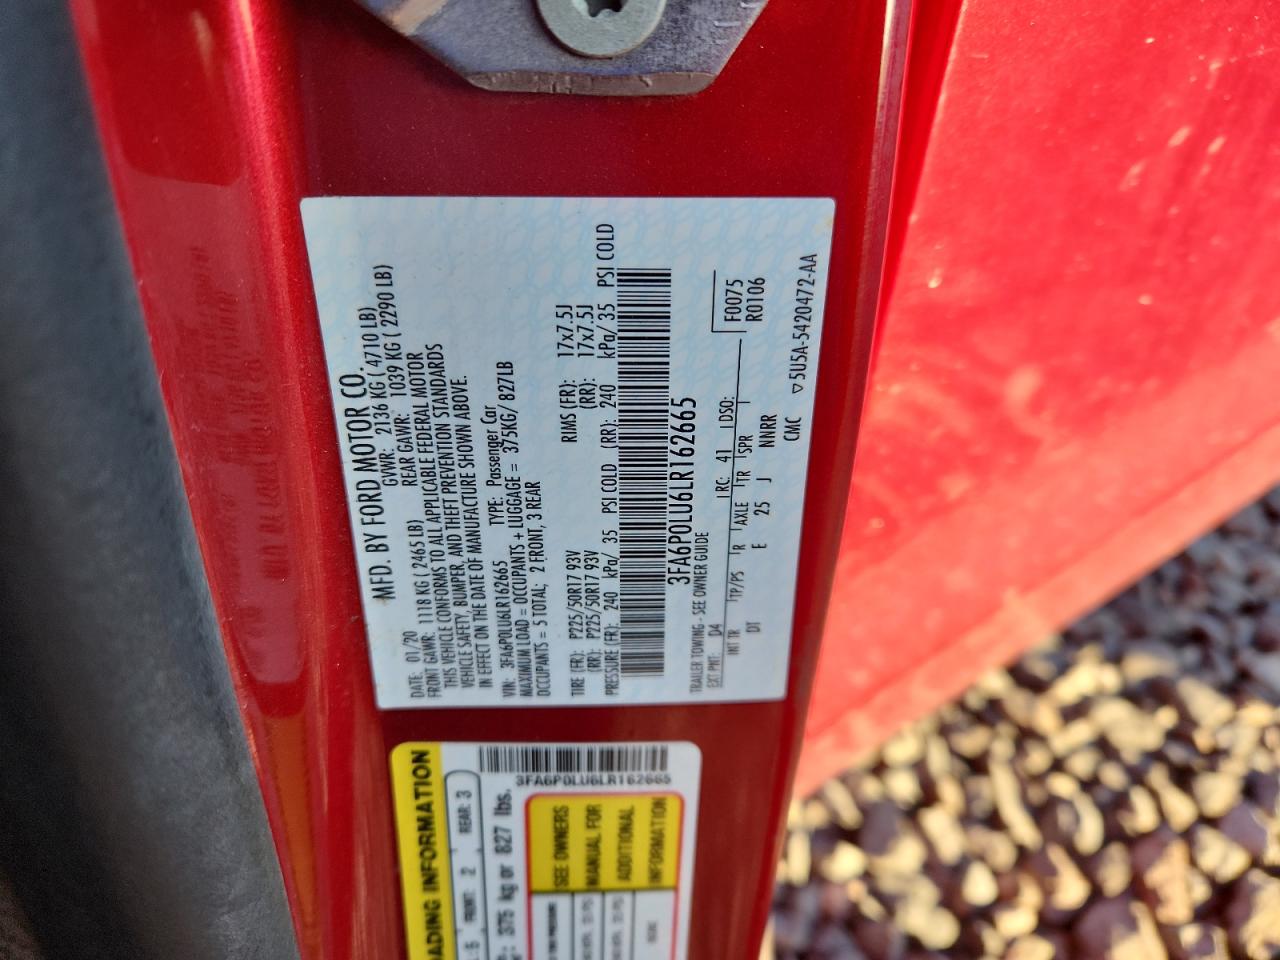 MFD. BY FORD MOTOR CO.
DATE: 01/20 GVWR: 2136 KG ( 4710 LB)
FRONT GAWR: 1118 KG ( 2465 LB) REAR GAWR: 1039 KG ( 2290 LB)
THIS VEHICLE CONFORMS TO ALL APPLICABLE FEDERAL MOTOR
VEHICLE SAFETY, BUMPER, AND THEFT PREVENTION STANDARDS
IN EFFECT ON THE DATE OF MANUFACTURE SHOWN ABOVE.
VIN: 3FA6P0LU6LR162665 TYPE: Passenger Car
MAXIMUM LOAD = OCCUPANTS + LUGGAGE = 375KG/ 827LB
OCCUPANTS = 5 TOTAL; 2 FRONT, 3 REAR
TIRE (FR): P225/50R17 93V RIMS (FR): 17x7.5J
(RR): P225/50R17 93V (RR): 17x7.5J
PRESSURE (FR): 240 kPa/ 35 PSI COLD (RR): 240 kPa/ 35 PSI COLD
3FA6P0LU6LR162665
TRAILER TOWING - SEE OWNER GUIDE
EXT PNT: D4 RC: 41 DSO: F0075
INT TR TP/PS R AXLE TR SPR R0106
DT E 25 J NNRR
CMC ▽5U5A-5420472-AA
3FA6P0LU6LR162665
LOADING INFORMATION
FRONT: 2 REAR: 3
375 kg or 827 lbs.
SEE OWNERS
MANUAL FOR
ADDITIONAL
INFORMATION